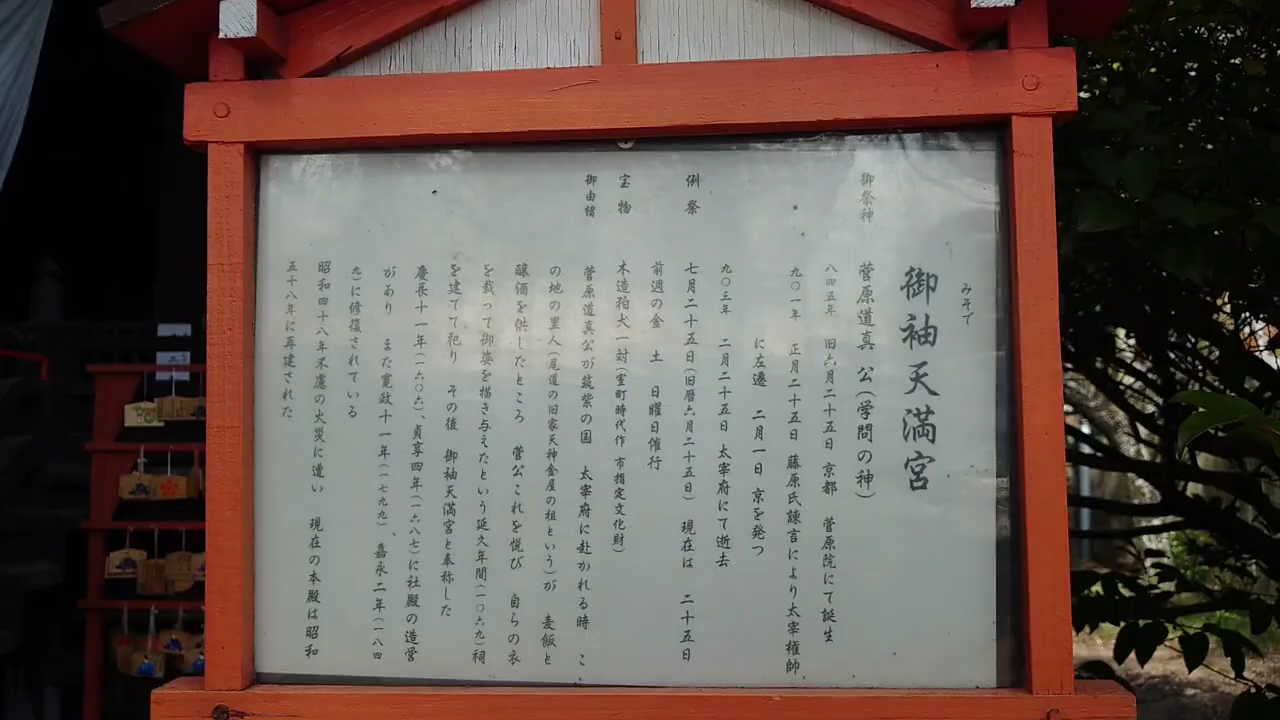 みそで
御袖天満宮
御祭神 菅原道真 公(学問の神)
八四五年 旧六月二十五日 京都 菅原院にて誕生
九〇一年 正月二十五日 藤原氏諫言により太宰権帥
に左遷 二月一日 京を発つ
九〇三年 二月二十五日 太宰府にて逝去
例祭 七月二十五日(旧暦六月二十五日) 現在は 二十五日
前週の金 土 日曜日催行
宝物 木造狛犬一対(室町時代作 市指定文化財)
御由緒 菅原道真公が筑紫の国 太宰府に赴かれる時 こ
の地の里人(尾道の旧家天神金屋の祖という)が 麦飯と
醸酒を供したところ 菅公これを悦び 自らの衣
を裁って御姿を描き与えたという延久年間(一〇六九)祠
を建てて祀り その後 御袖天満宮と奉称した
慶長十一年(一六〇六)、貞享四年(一六八七)に社殿の造営
があり また寛政十一年(一七九九)、嘉永二年(一八四
九)に修復されている
昭和四十八年不慮の火災に遭い 現在の本殿は昭和
五十八年に再建された